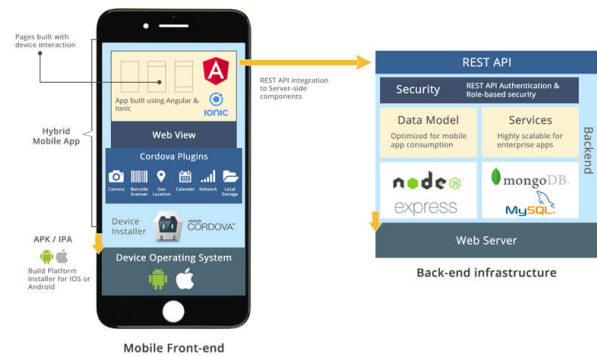 Pages built with
device interaction
App built using Angular &
Ionic
IONIC
Web View
Cordova Plugins
Camera
Barcode
Scanner
Geo
Location
Calender
Network
Local
Storage
Device
Installer
APACHE
CORDOVA™
Device Operating System
Hybrid
Mobile App
APK / IPA
Build Platform
installer for IOS or
Android
Mobile Front-end
REST API integration
to Server-side
components
REST API
Security
REST API Authentication &
Role-based security
Data Model
Optimized for mobile
app consumption
Services
Highly scalable for
enterprise apps
Backend
node
JS
express
mongoDB
MySQL
Web Server
Back-end infrastructure